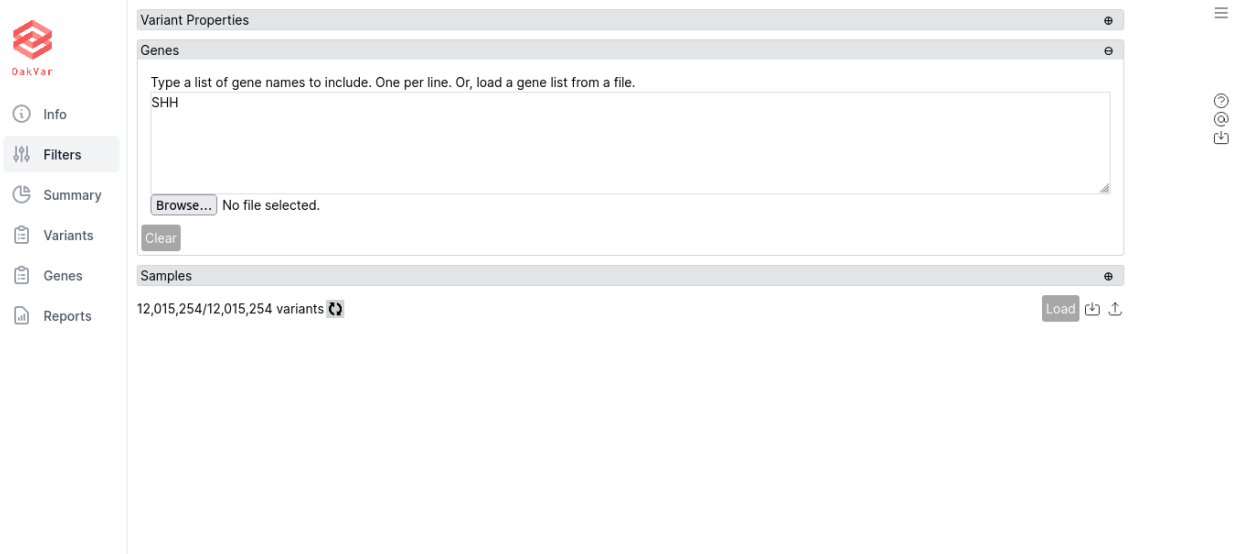 OakVar
Info
Filters
Summary
Variants
Genes
Reports
Variant Properties
Genes
Type a list of gene names to include. One per line. Or, load a gene list from a file.
SHH
Browse... No file selected.
Clear
Samples
12,015,254/12,015,254 variants
Load